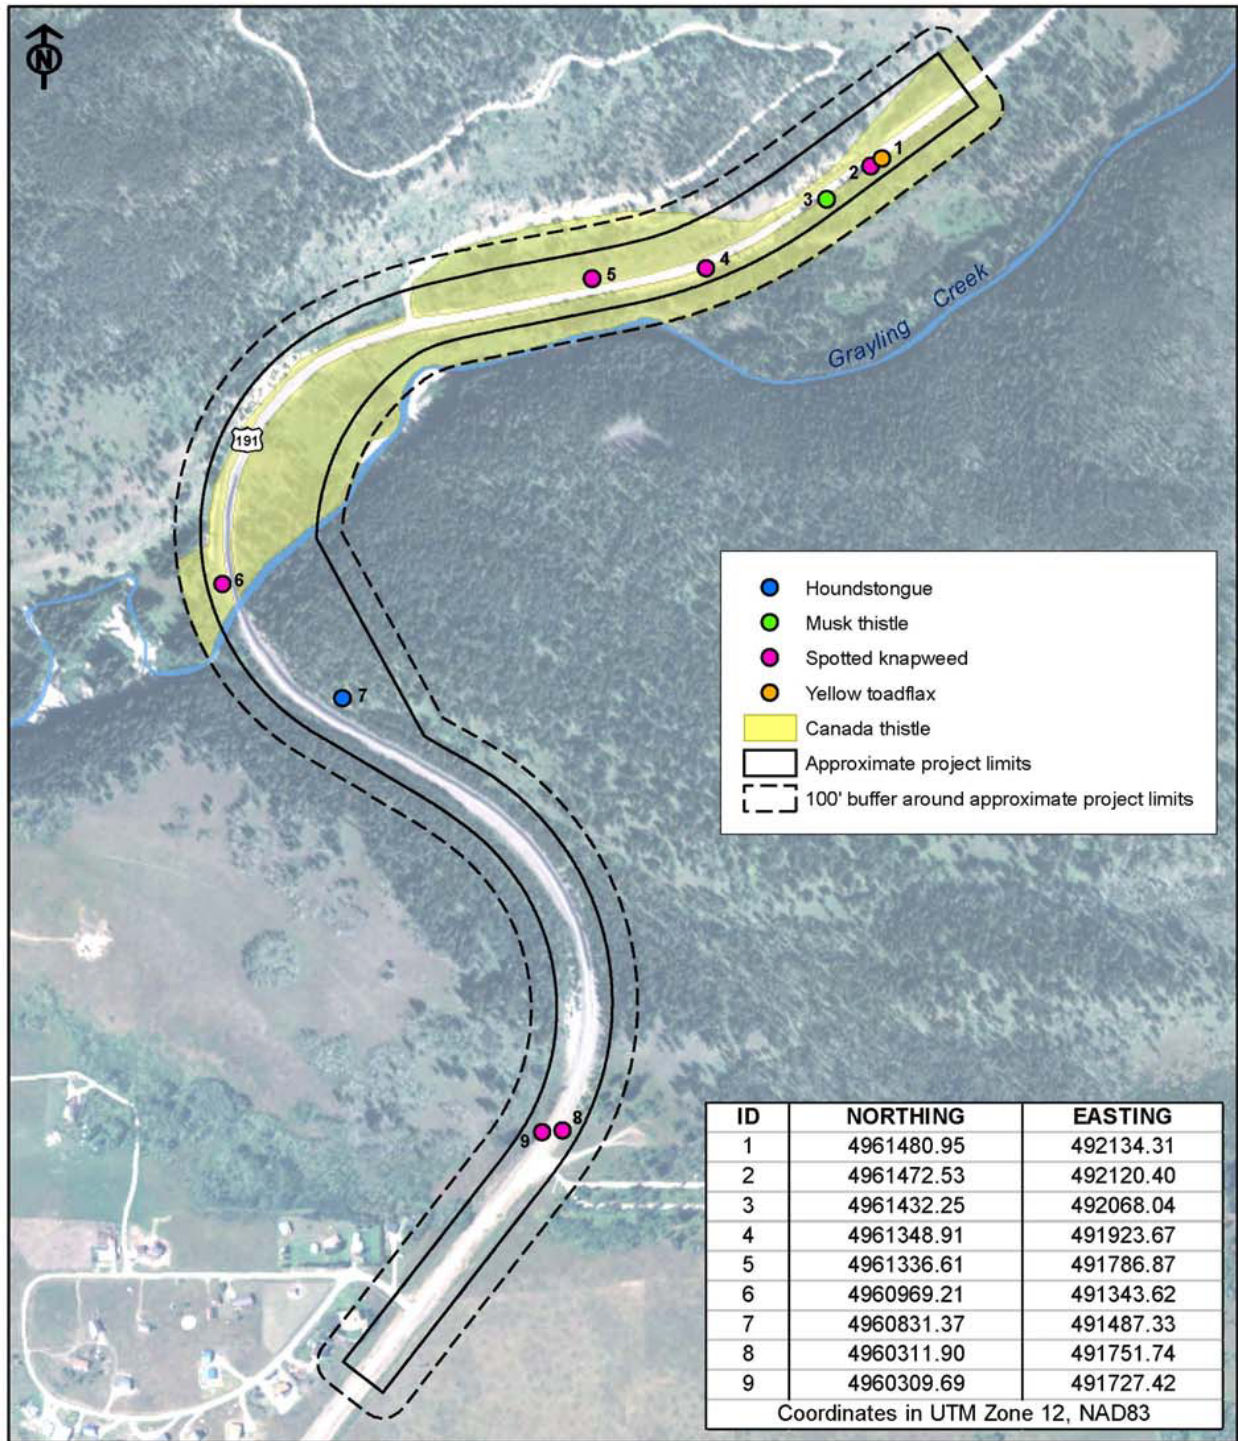 N
1
2
3
4
5
Grayling Creek
191
6
7
Houndstongue
Musk thistle
Spotted knapweed
Yellow toadflax
Canada thistle
Approximate project limits
100' buffer around approximate project limits
8
9
ID NORTHING EASTING
1 4961480.95 492134.31
2 4961472.53 492120.40
3 4961432.25 492068.04
4 4961348.91 491923.67
5 4961336.61 491786.87
6 4960969.21 491343.62
7 4960831.37 491487.33
8 4960311.90 491751.74
9 4960309.69 491727.42
Coordinates in UTM Zone 12, NAD83